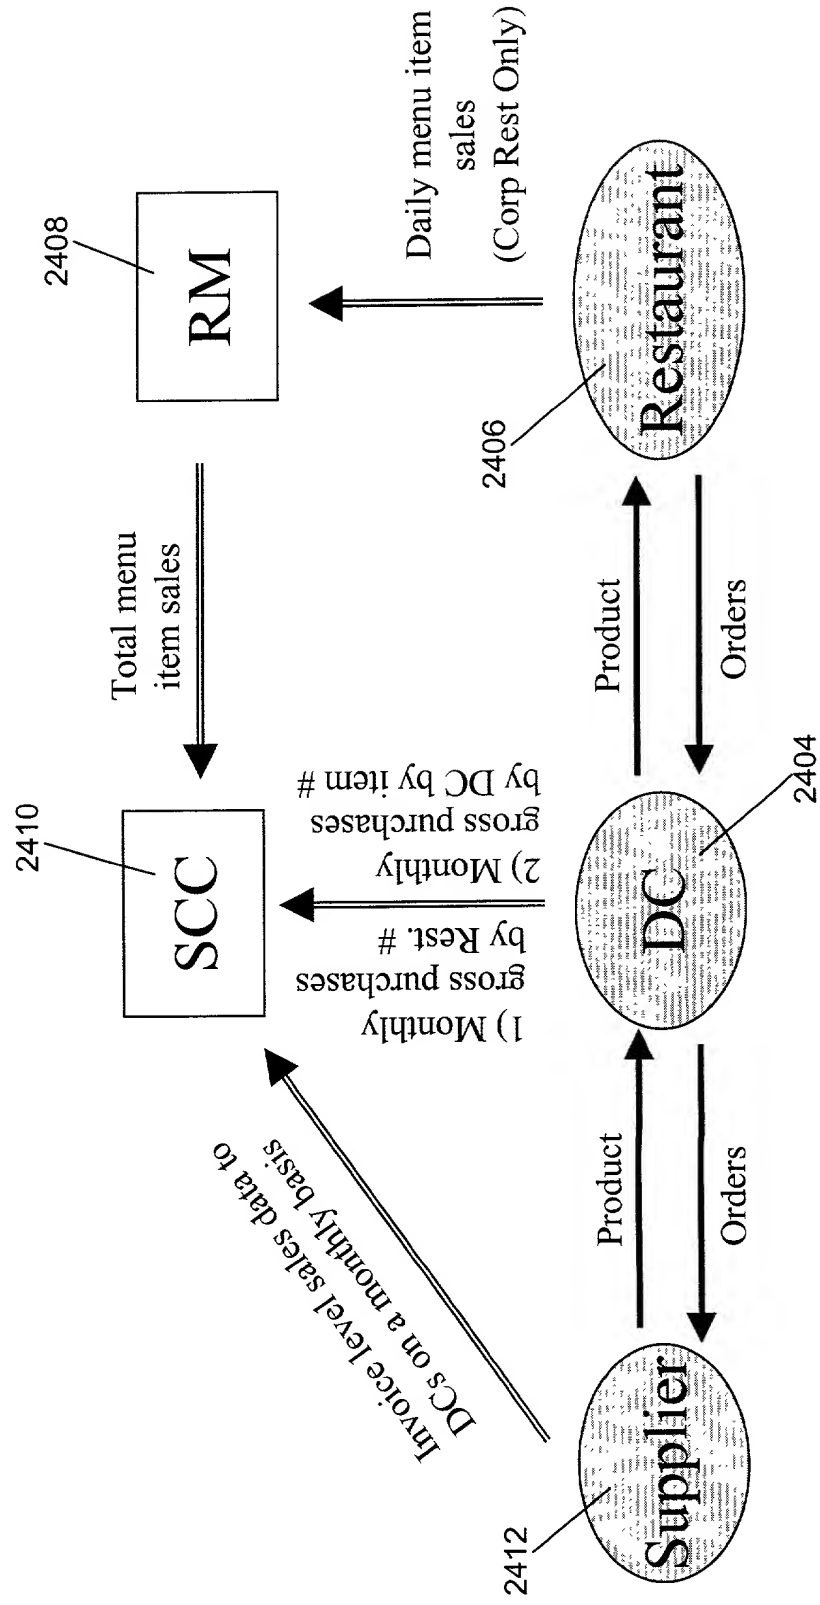 2410
SCC
Total menu
item sales
2408
RM
Invoice level sales data to
DCs on a monthly basis
1) Monthly
gross purchases
by Rest. #
2) Monthly
gross purchases
by DC by item #
Daily menu item
sales
(Corp Rest Only)
2412
Supplier
Product
Orders
DC
2404
Product
Orders
2406
Restaurant